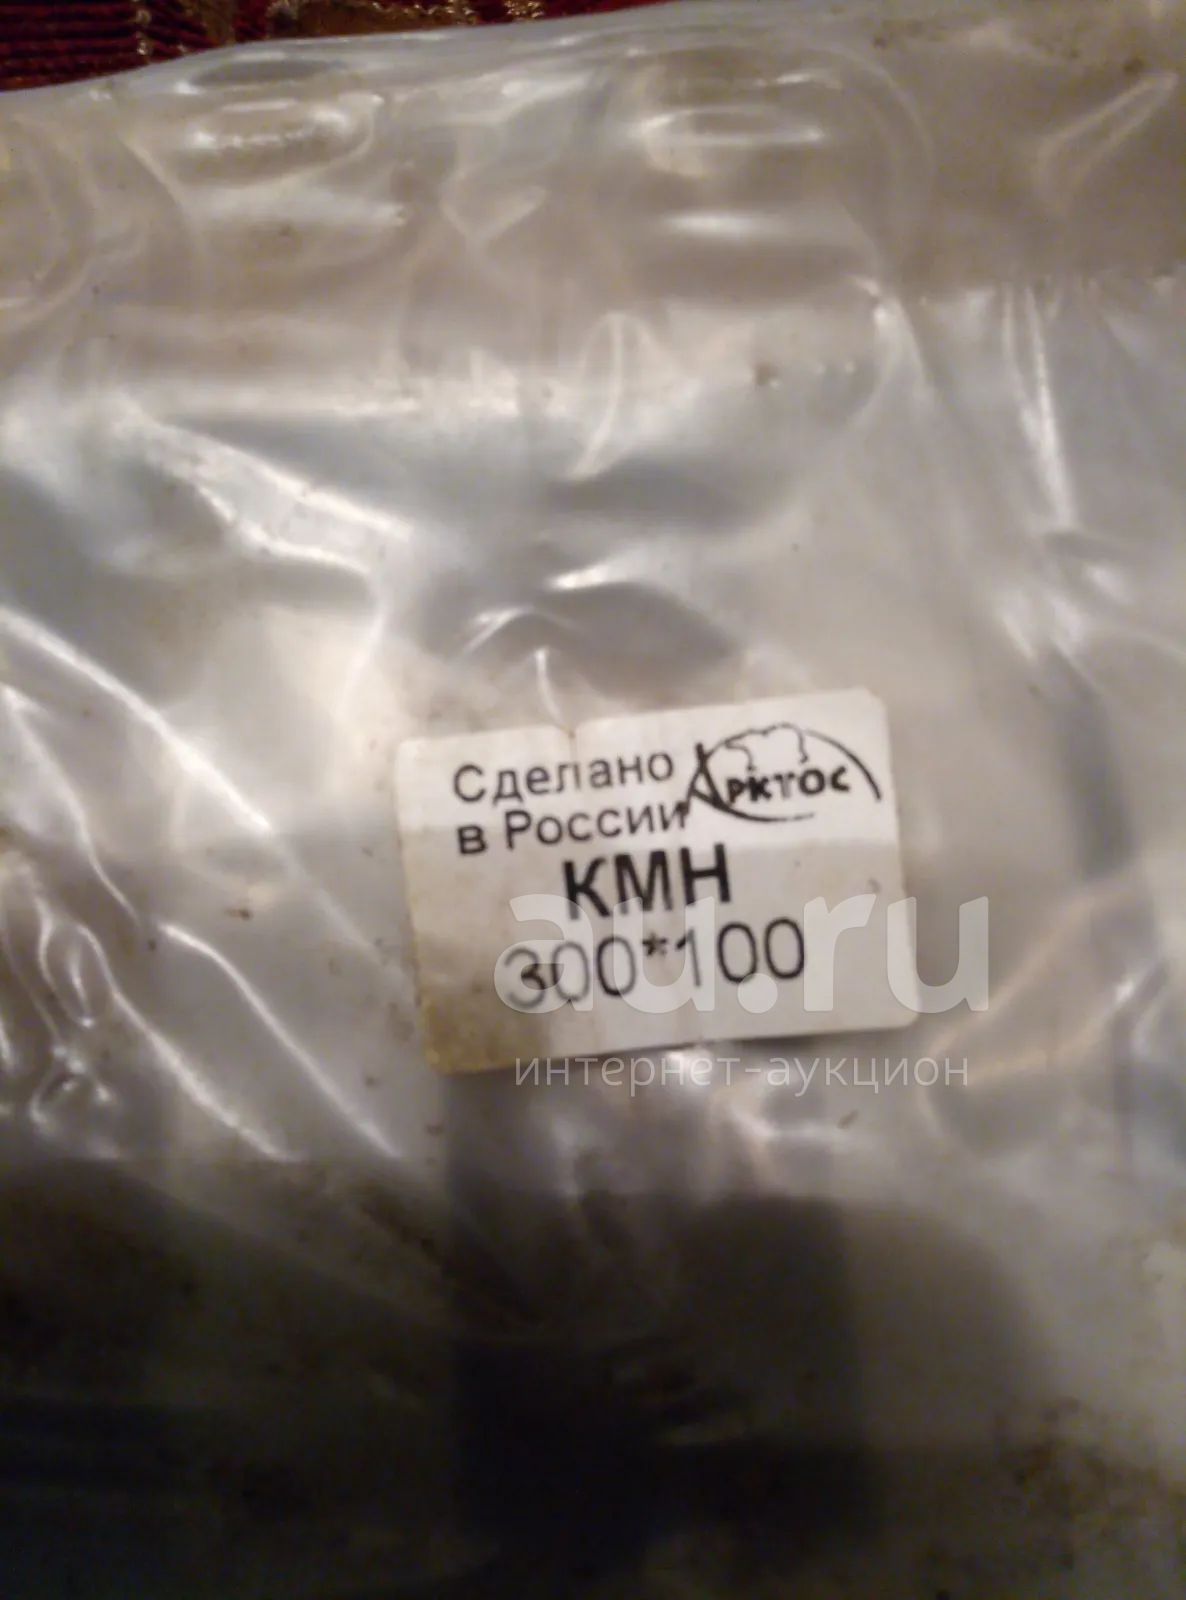 Сделано
в России
Арктос
КМН
300*100
au.ru
интернет-аукцион